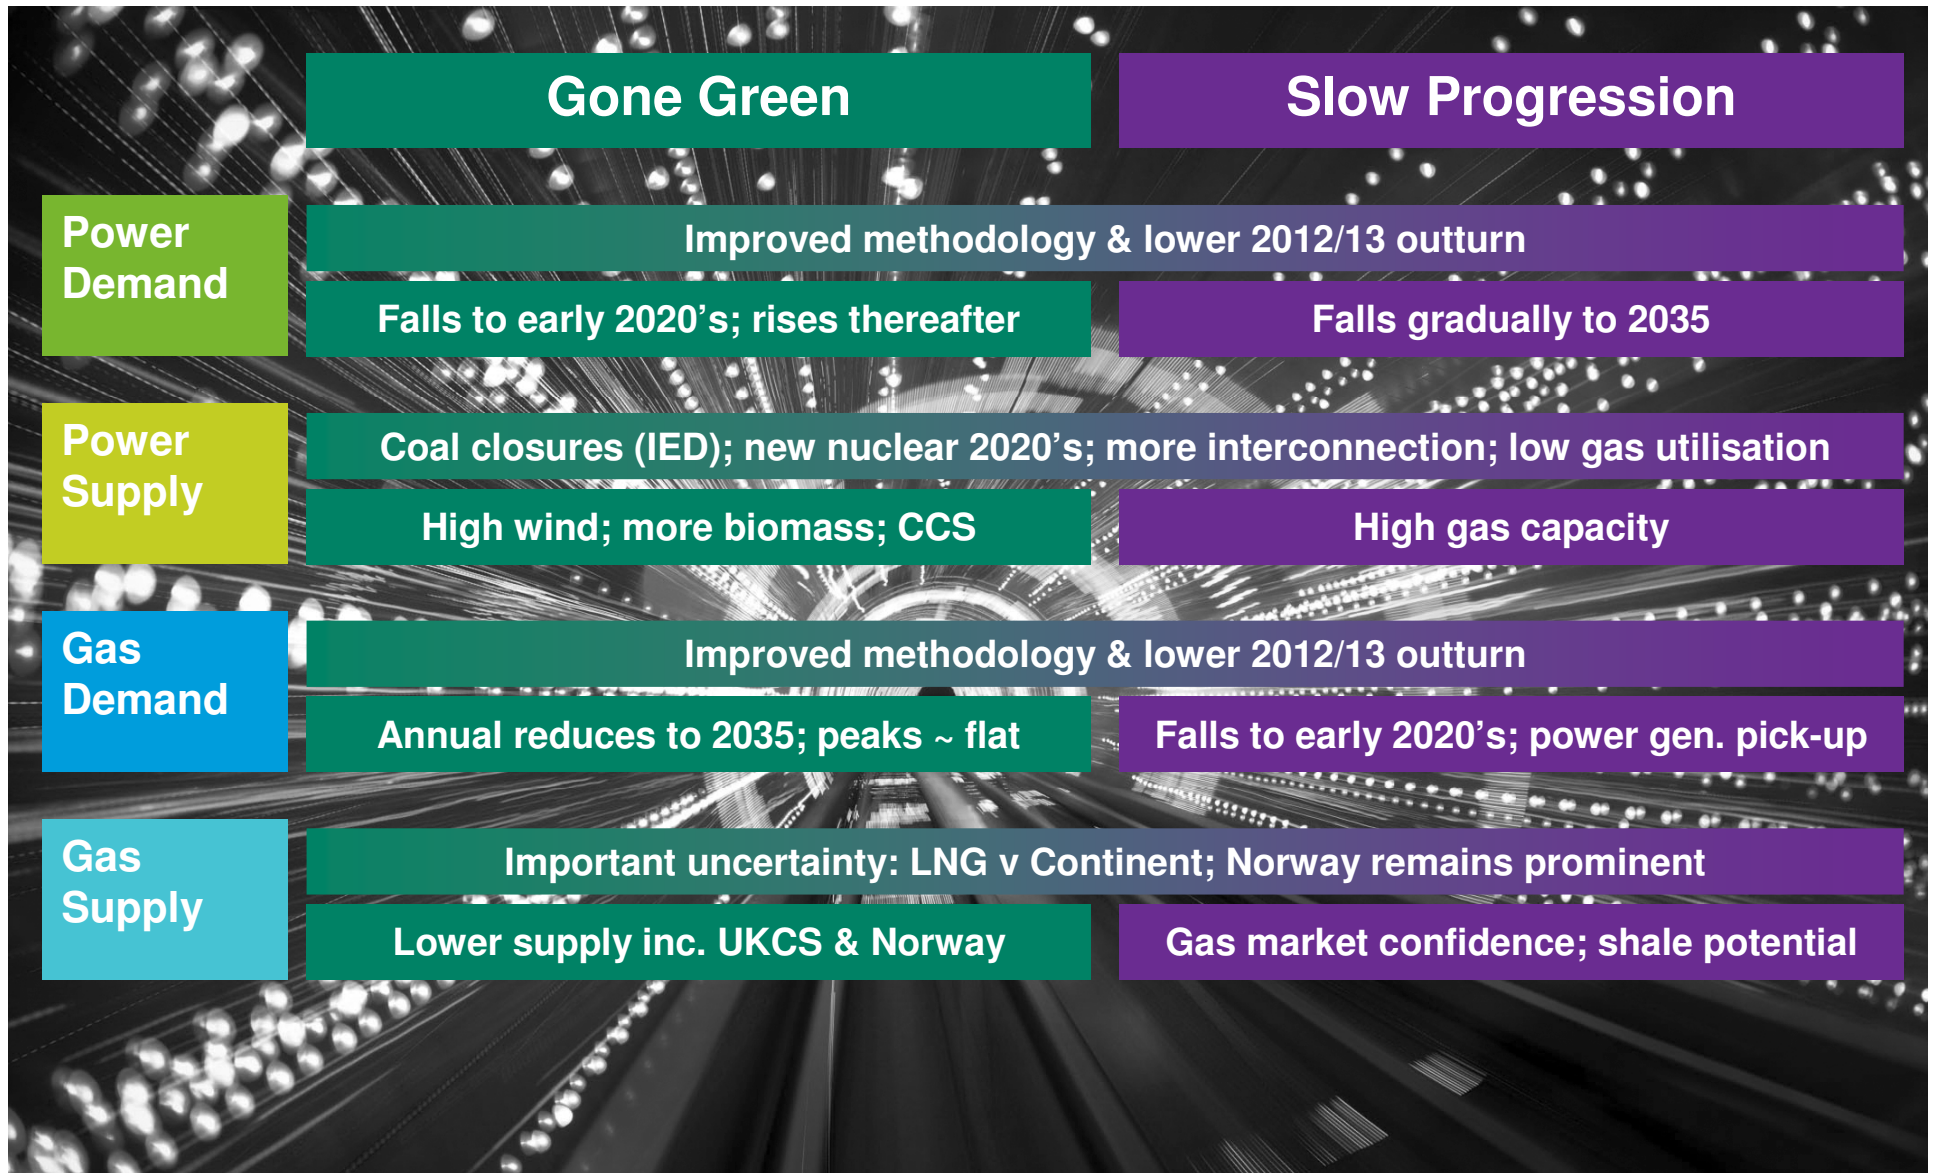 Gone Green
Slow Progression
Power
Demand
Improved methodology & lower 2012/13 outturn
Falls to early 2020’s; rises thereafter
Falls gradually to 2035
Power
Supply
Coal closures (IED); new nuclear 2020’s; more interconnection; low gas utilisation
High wind; more biomass; CCS
High gas capacity
Gas
Demand
Improved methodology & lower 2012/13 outturn
Annual reduces to 2035; peaks ~ flat
Falls to early 2020’s; power gen. pick-up
Gas
Supply
Important uncertainty: LNG v Continent; Norway remains prominent
Lower supply inc. UKCS & Norway
Gas market confidence; shale potential